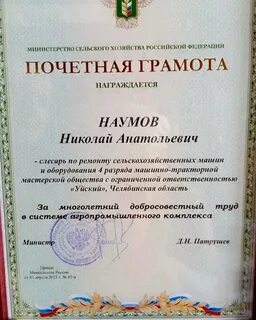 МИНИСТЕРСТВО СЕЛЬСКОГО ХОЗЯЙСТВА РОССИЙСКОЙ ФЕДЕРАЦИИ
ПОЧЕТНАЯ ГРАМОТА
НАГРАЖДАЕТСЯ
НАУМОВ
Николай Анатольевич
- слесарь по ремонту сельскохозяйственных машин
и оборудования 4 разряда машинно-тракторной
мастерской общества с ограниченной ответственностью
«Уйский», Челябинская область
За многолетний добросовестный труд
в системе агропромышленного комплекса
Министр Д.Н. Патрушев
Приказ
Минсельхоза России